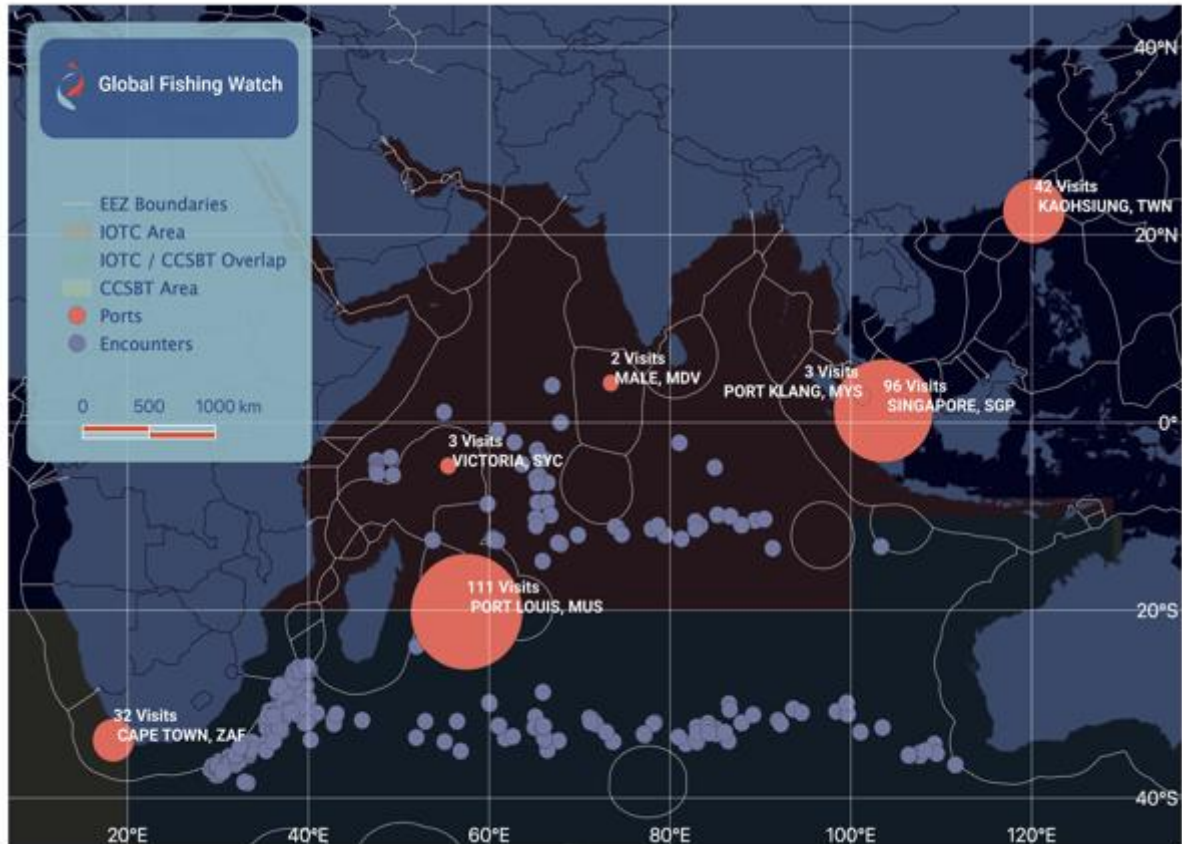 Global Fishing Watch
EEZ Boundaries
IOTC Area
IOTC / CCSBT Overlap
CCSBT Area
Ports
Encounters
0 500 1000 km
40°N
42 Visits
KAOHSIUNG, TWN
20°N
2 Visits
MALE, MDV
3 Visits
PORT KLANG, MYS
96 Visits
SINGAPORE, SGP
0°
3 Visits
VICTORIA, SYC
111 Visits
PORT LOUIS, MUS
20°S
32 Visits
CAPE TOWN, ZAF
40°S
20°E 40°E 60°E 80°E 100°E 120°E